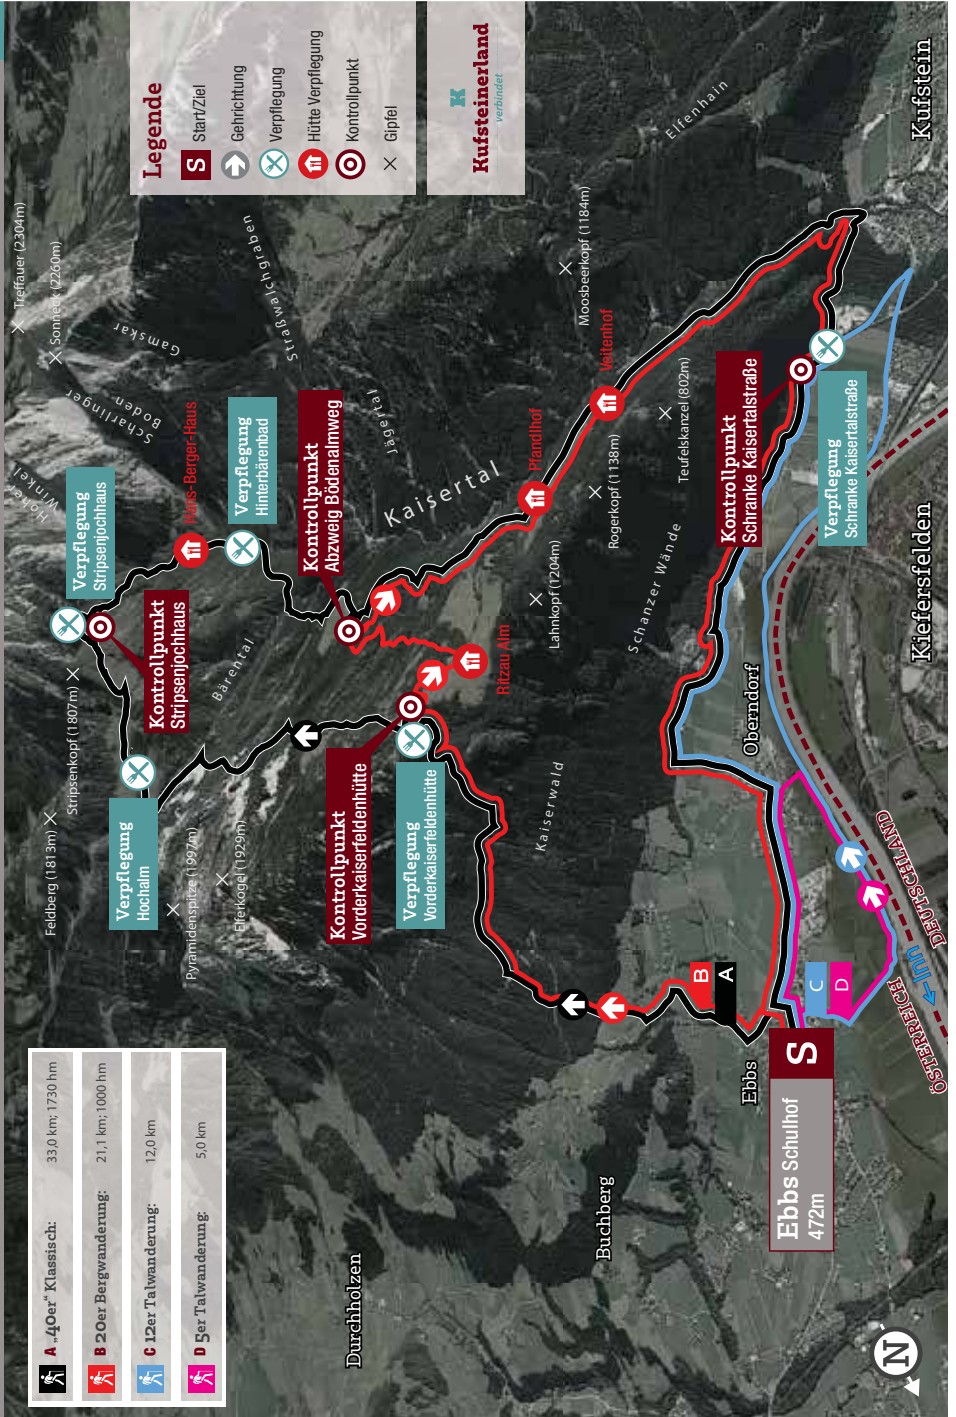 A „40er“ Klassisch: 33,0 km; 1730 hm
B 20er Bergwanderung: 21,1 km; 1000 hm
C 12er Talwanderung: 12,0 km
D 5er Talwanderung: 5,0 km
Legende
S Start/Ziel
Gehrichtung
Verpflegung
Hütte Verpflegung
Kontrollpunkt
Gipfel
K
Kufsteinerland
verbindet
Treffauer (2304m)
Sonneck (2260m)
Gamskar
Scharlinger
Boden
Hoher
Winkel
Straßwalchgraben
Elfenhain
Verpflegung
Stripsenjochhaus
Hans-Berger-Haus
Verpflegung
Hinterbärenbad
Kontrollpunkt
Abzweig Bödenalmweg
Jägertal
Kaisertal
Moosbeerkopf (1184m)
Veitenhof
Pfandlhof
Teufelskanzel (802m)
Rogerkopf (1138m)
Lahnkopf (1204m)
Schanzer Wände
Kontrollpunkt
Stripsenjochhaus
Bärental
Stripsenkopf (1807m)
Feldberg (1813m)
Verpflegung
Hochalm
Pyramidenspitze (1997m)
Elferkogel (1929m)
Ritzau Alm
Kontrollpunkt
Vorderkaiserfeldenhütte
Verpflegung
Vorderkaiserfeldenhütte
Kaiserwald
Kontrollpunkt
Schranke Kaisertalstraße
Verpflegung
Schranke Kaisertalstraße
Kufstein
Kiefersfelden
Oberndorf
DEUTSCHLAND
ÖSTERREICH
Inn
B
A
C
D
Ebbs
S
Ebbs Schulhof
472m
Buchberg
Durchholzen
N